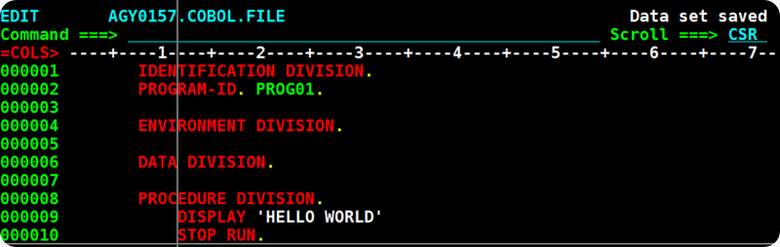 EDIT       AGY0157.COBOL.FILE                                   Data set saved
Command ===>                                                  Scroll ===> CSR
=COLS> ----+----1----+----2----+----3----+----4----+----5----+----6----+----7--
000001        IDENTIFICATION DIVISION.
000002        PROGRAM-ID. PROG01.
000003
000004        ENVIRONMENT DIVISION.
000005
000006        DATA DIVISION.
000007
000008        PROCEDURE DIVISION.
000009            DISPLAY 'HELLO WORLD'
000010            STOP RUN.